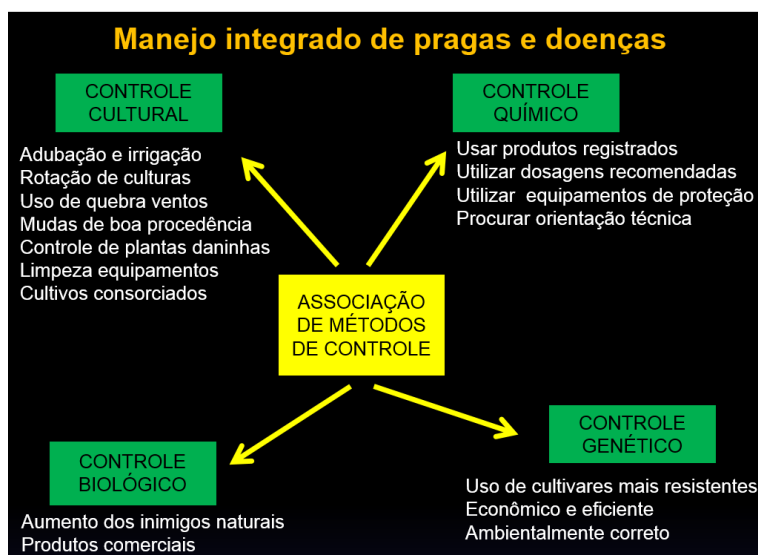 Manejo integrado de pragas e doenças
CONTROLE
CULTURAL
Adubação e irrigação
Rotação de culturas
Uso de quebra ventos
Mudas de boa procedência
Controle de plantas daninhas
Limpeza equipamentos
Cultivos consorciados
CONTROLE
QUÍMICO
Usar produtos registrados
Utilizar dosagens recomendadas
Utilizar equipamentos de proteção
Procurar orientação técnica
ASSOCIAÇÃO
DE MÉTODOS
DE CONTROLE
CONTROLE
BIOLÓGICO
Aumento dos inimigos naturais
Produtos comerciais
CONTROLE
GENÉTICO
Uso de cultivares mais resistentes
Econômico e eficiente
Ambientalmente correto